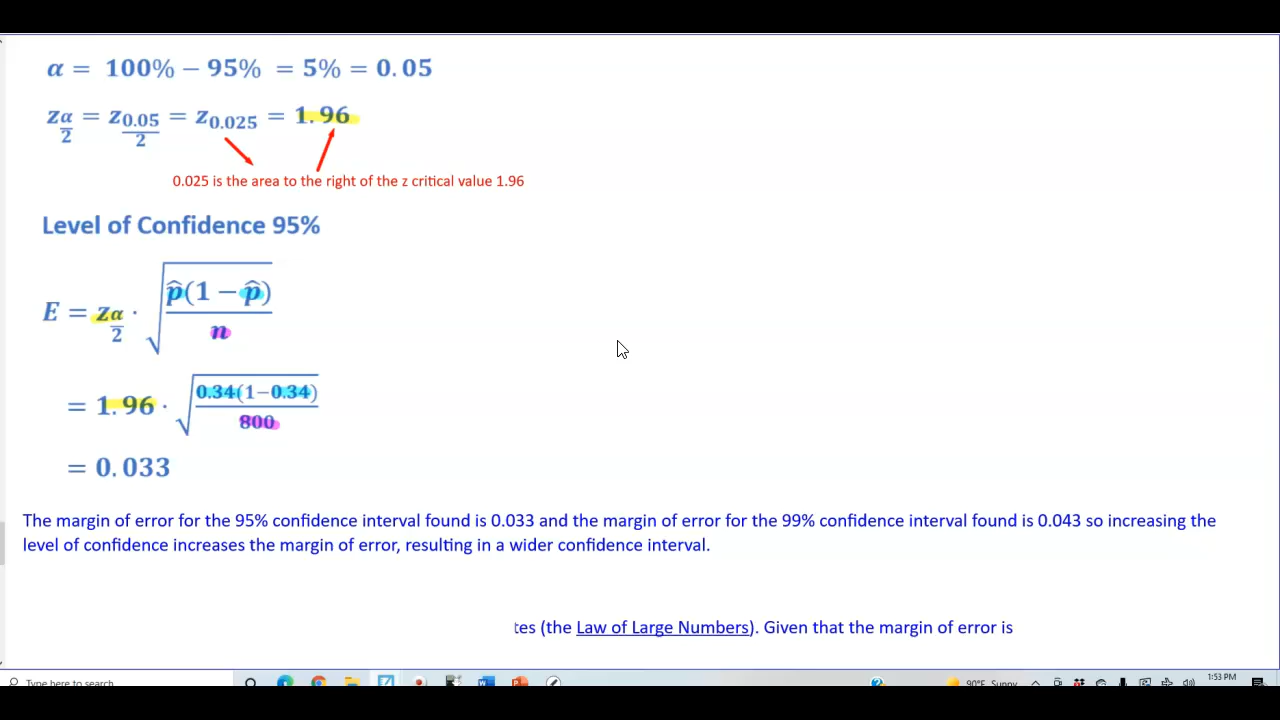 α = 100% − 95% = 5% = 0.05
zα/2 = z0.05/2 = z0.025 = 1.96
0.025 is the area to the right of the z critical value 1.96
Level of Confidence 95%
E = zα/2 · √(p̂(1 − p̂)/n)
= 1.96 · √(0.34(1−0.34)/800)
= 0.033
The margin of error for the 95% confidence interval found is 0.033 and the margin of error for the 99% confidence interval found is 0.043 so increasing the
level of confidence increases the margin of error, resulting in a wider confidence interval.
(the Law of Large Numbers). Given that the margin of error is
Type here to search
90°F Sunny
1:53 PM